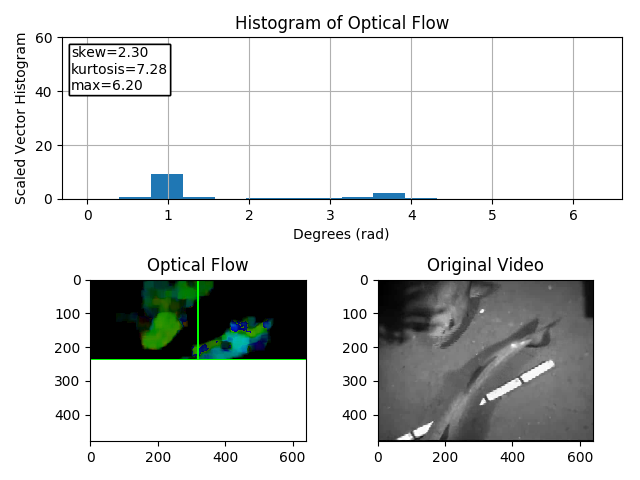 Histogram of Optical Flow
Scaled Vector Histogram
60
40
20
0
skew=2.30
kurtosis=7.28
max=6.20
0 1 2 3 4 5 6
Degrees (rad)
Optical Flow
0
100
200
300
400
0 200 400 600
Original Video
0
100
200
300
400
0 200 400 600